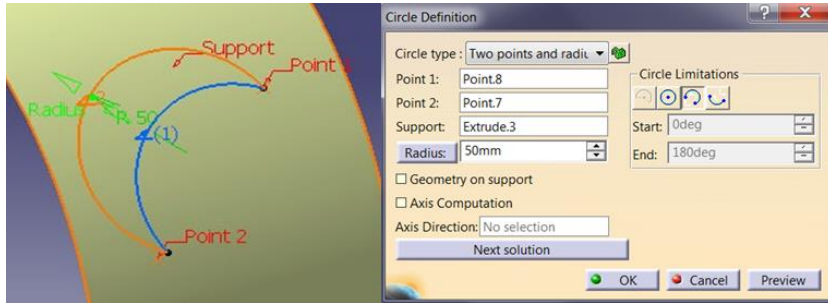 Support
Point
Radius
R 50
(1)
Point 2
Circle Definition
? X
Circle type : Two points and radiu
Point 1: Point.8
Point 2: Point.7
Support: Extrude.3
Radius: 50mm
Geometry on support
Axis Computation
Axis Direction: No selection
Next solution
Circle Limitations
Start: 0deg
End: 180deg
OK Cancel Preview